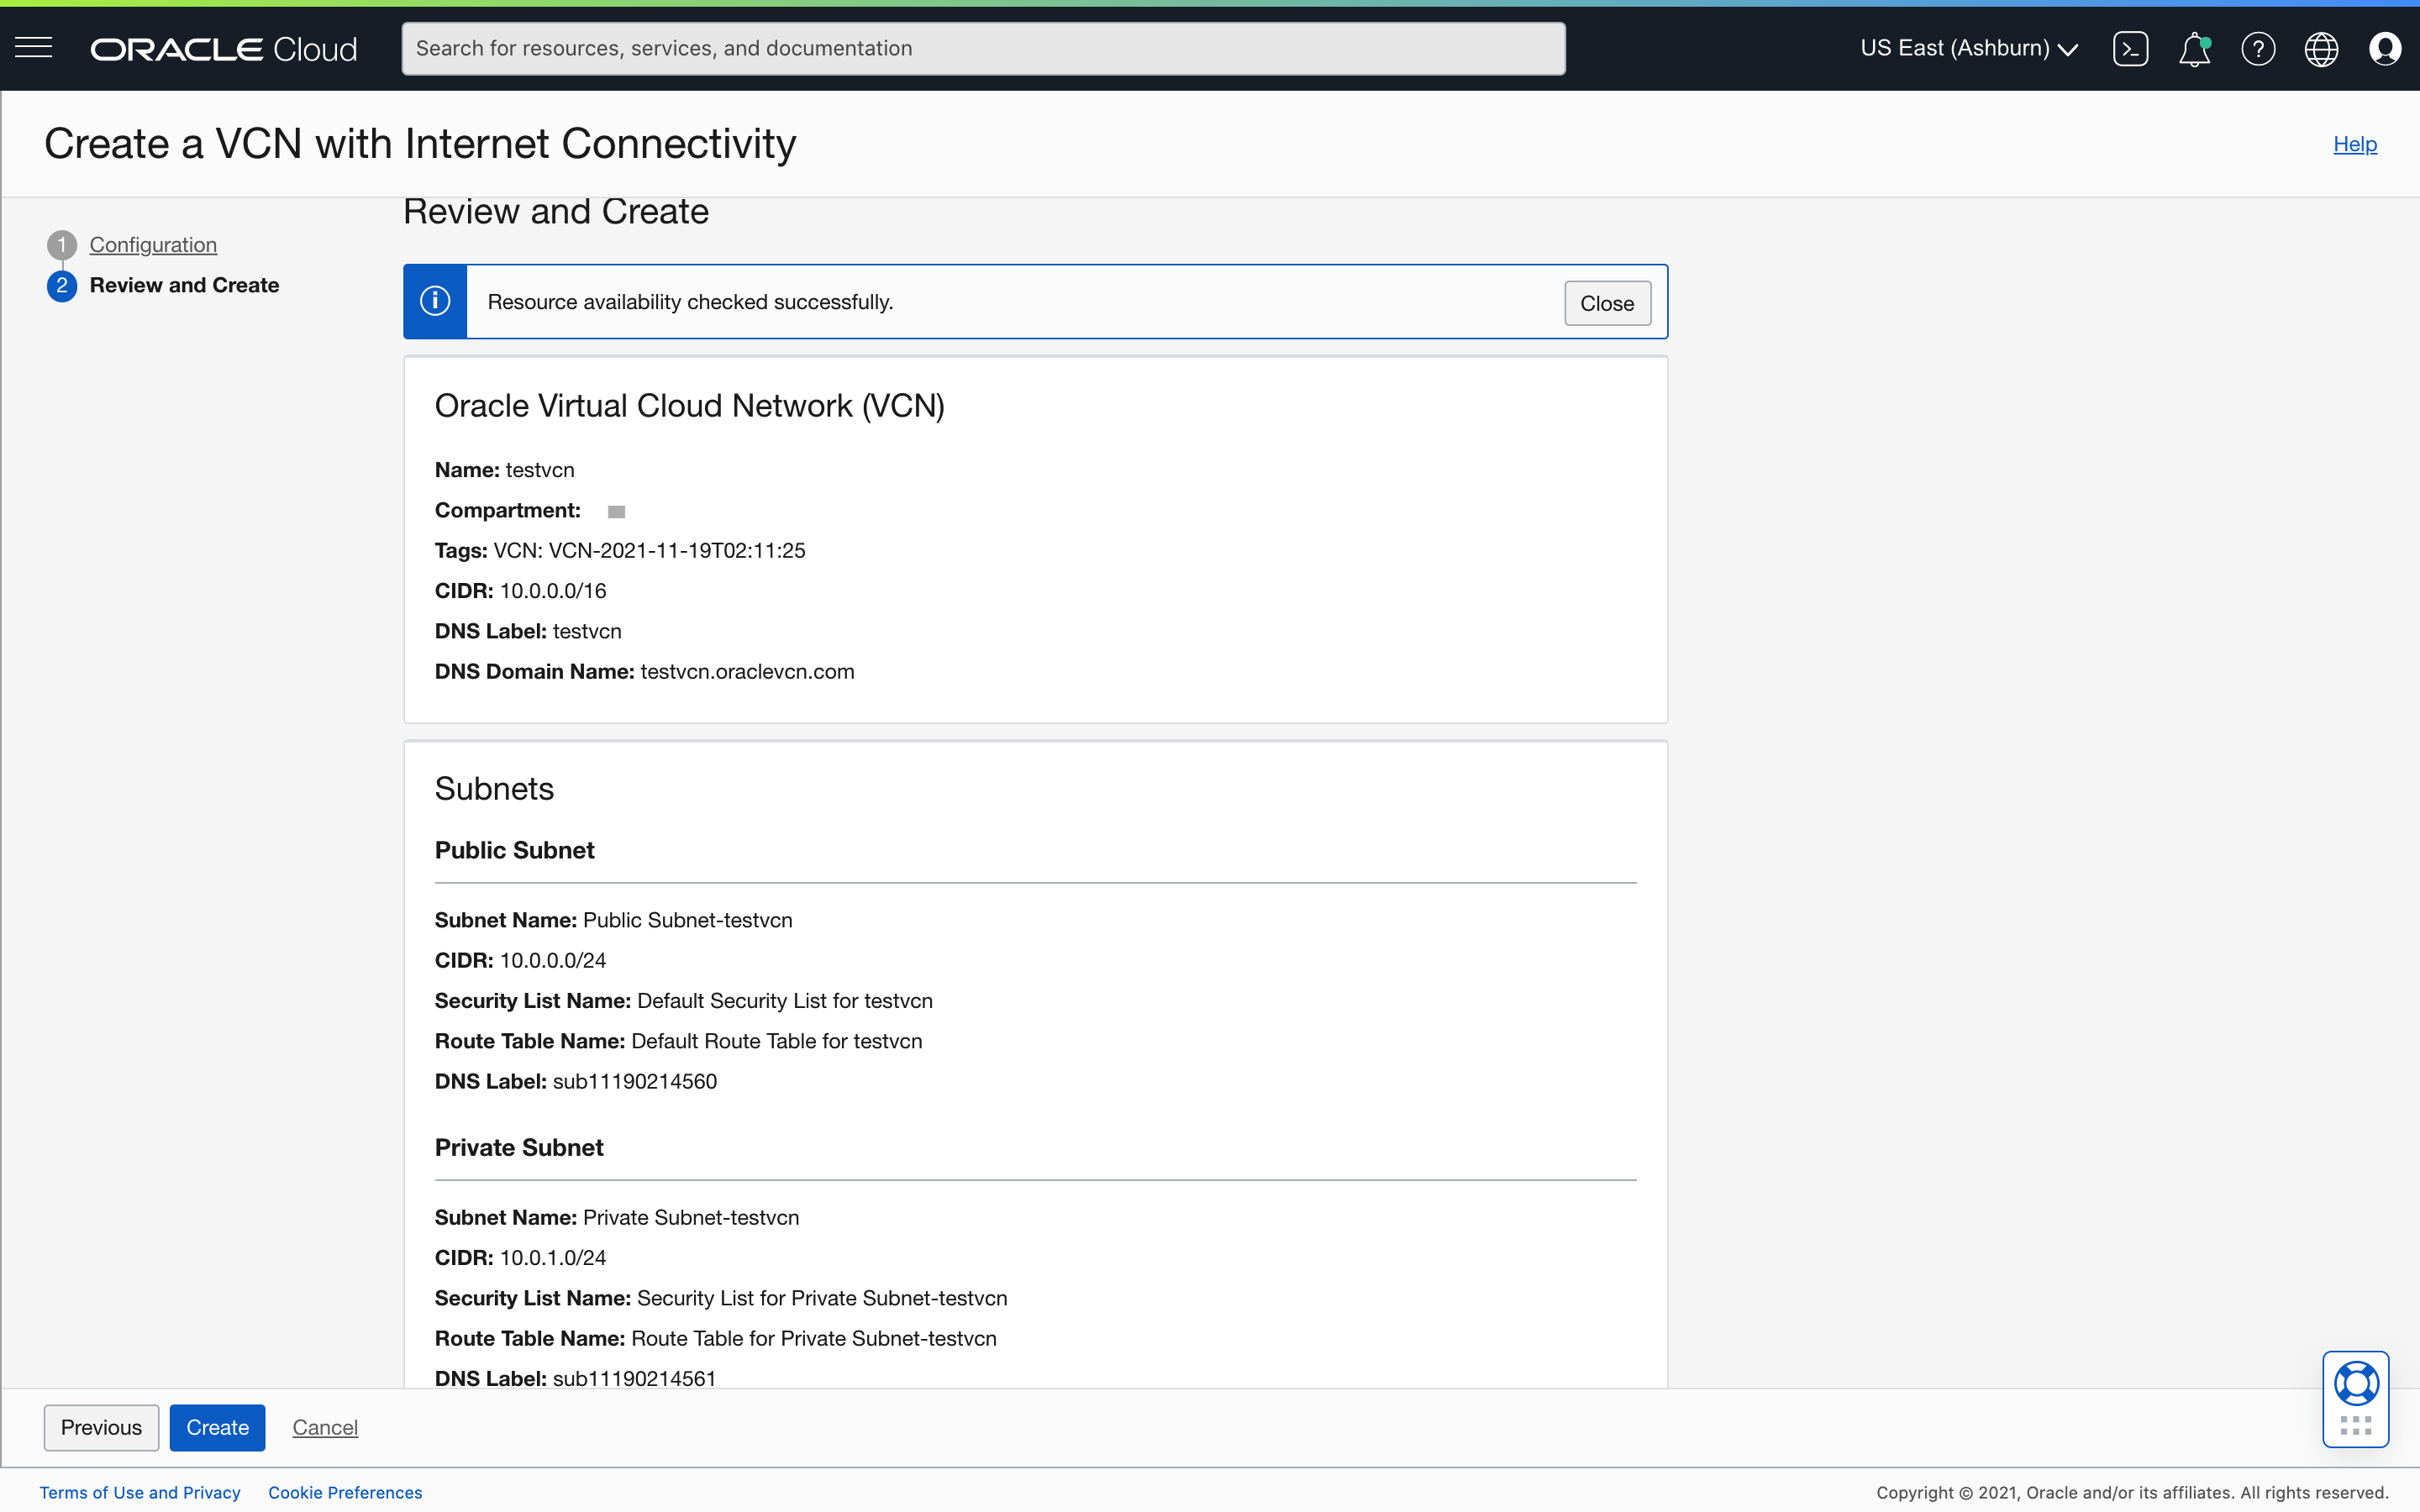 ORACLE Cloud
Search for resources, services, and documentation
US East (Ashburn)
Create a VCN with Internet Connectivity
Help
1 Configuration
2 Review and Create
Review and Create
Resource availability checked successfully.
Close
Oracle Virtual Cloud Network (VCN)
Name: testvcn
Compartment:
Tags: VCN: VCN-2021-11-19T02:11:25
CIDR: 10.0.0.0/16
DNS Label: testvcn
DNS Domain Name: testvcn.oraclevcn.com
Subnets
Public Subnet
Subnet Name: Public Subnet-testvcn
CIDR: 10.0.0.0/24
Security List Name: Default Security List for testvcn
Route Table Name: Default Route Table for testvcn
DNS Label: sub11190214560
Private Subnet
Subnet Name: Private Subnet-testvcn
CIDR: 10.0.1.0/24
Security List Name: Security List for Private Subnet-testvcn
Route Table Name: Route Table for Private Subnet-testvcn
DNS Label: sub11190214561
Previous
Create
Cancel
Terms of Use and Privacy
Cookie Preferences
Copyright © 2021, Oracle and/or its affiliates. All rights reserved.